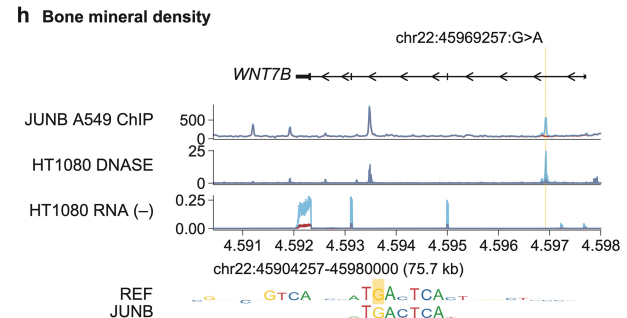 h Bone mineral density
chr22:45969257:G>A
WNT7B
JUNB A549 ChIP
500
0
HT1080 DNASE
25
0
HT1080 RNA (–)
0.25
0.00
4.591 4.592 4.593 4.594 4.595 4.596 4.597 4.598
chr22:45904257-45980000 (75.7 kb)
REF GTCA ATGACTCA
JUNB TGACTCA